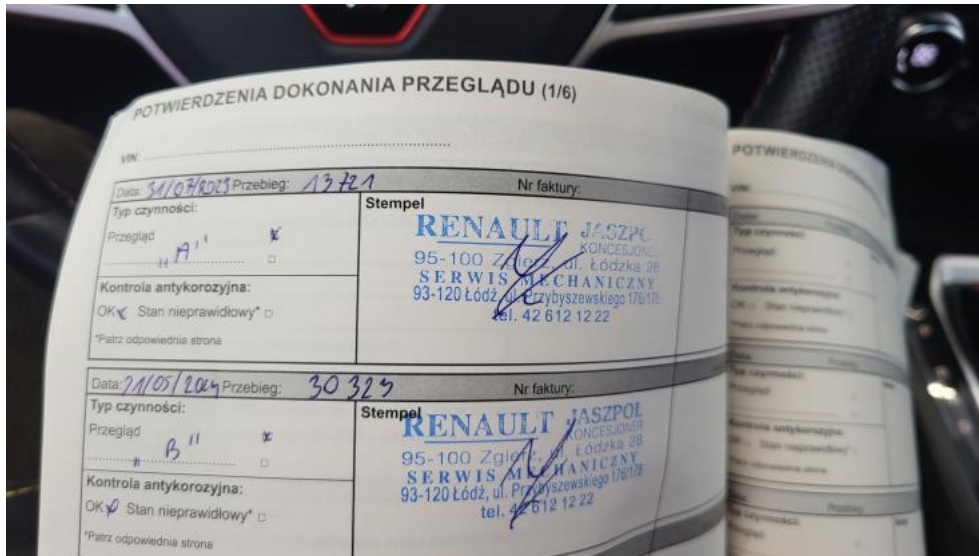 POTWIERDZENIA DOKONANIA PRZEGLĄDU (1/6)
VIN:
Data: 31/07/2023 Przebieg: 13721 Nr faktury:
Typ czynności:
Przegląd
"A"
Kontrola antykorozyjna:
OK Stan nieprawidłowy*
*Patrz odpowiednia strona
Stempel
RENAULT JASZPOL
KONCESJONER
95-100 Zgierz, ul. Łódzka 28
SERWIS MECHANICZNY
93-120 Łódź, ul. Przybyszewskiego 176/178
tel. 42 612 12 22
Data: 21/05/2024 Przebieg: 30 325 Nr faktury:
Typ czynności:
Przegląd
"B"
Kontrola antykorozyjna:
OK Stan nieprawidłowy*
*Patrz odpowiednia strona
Stempel
RENAULT JASZPOL
KONCESJONER
95-100 Zgierz, ul. Łódzka 28
SERWIS MECHANICZNY
93-120 Łódź, ul. Przybyszewskiego 176/178
tel. 42 612 12 22
POTWIERDZENIA
VIN:
Typ czynności:
Przegląd
Kontrola antykorozyjna: